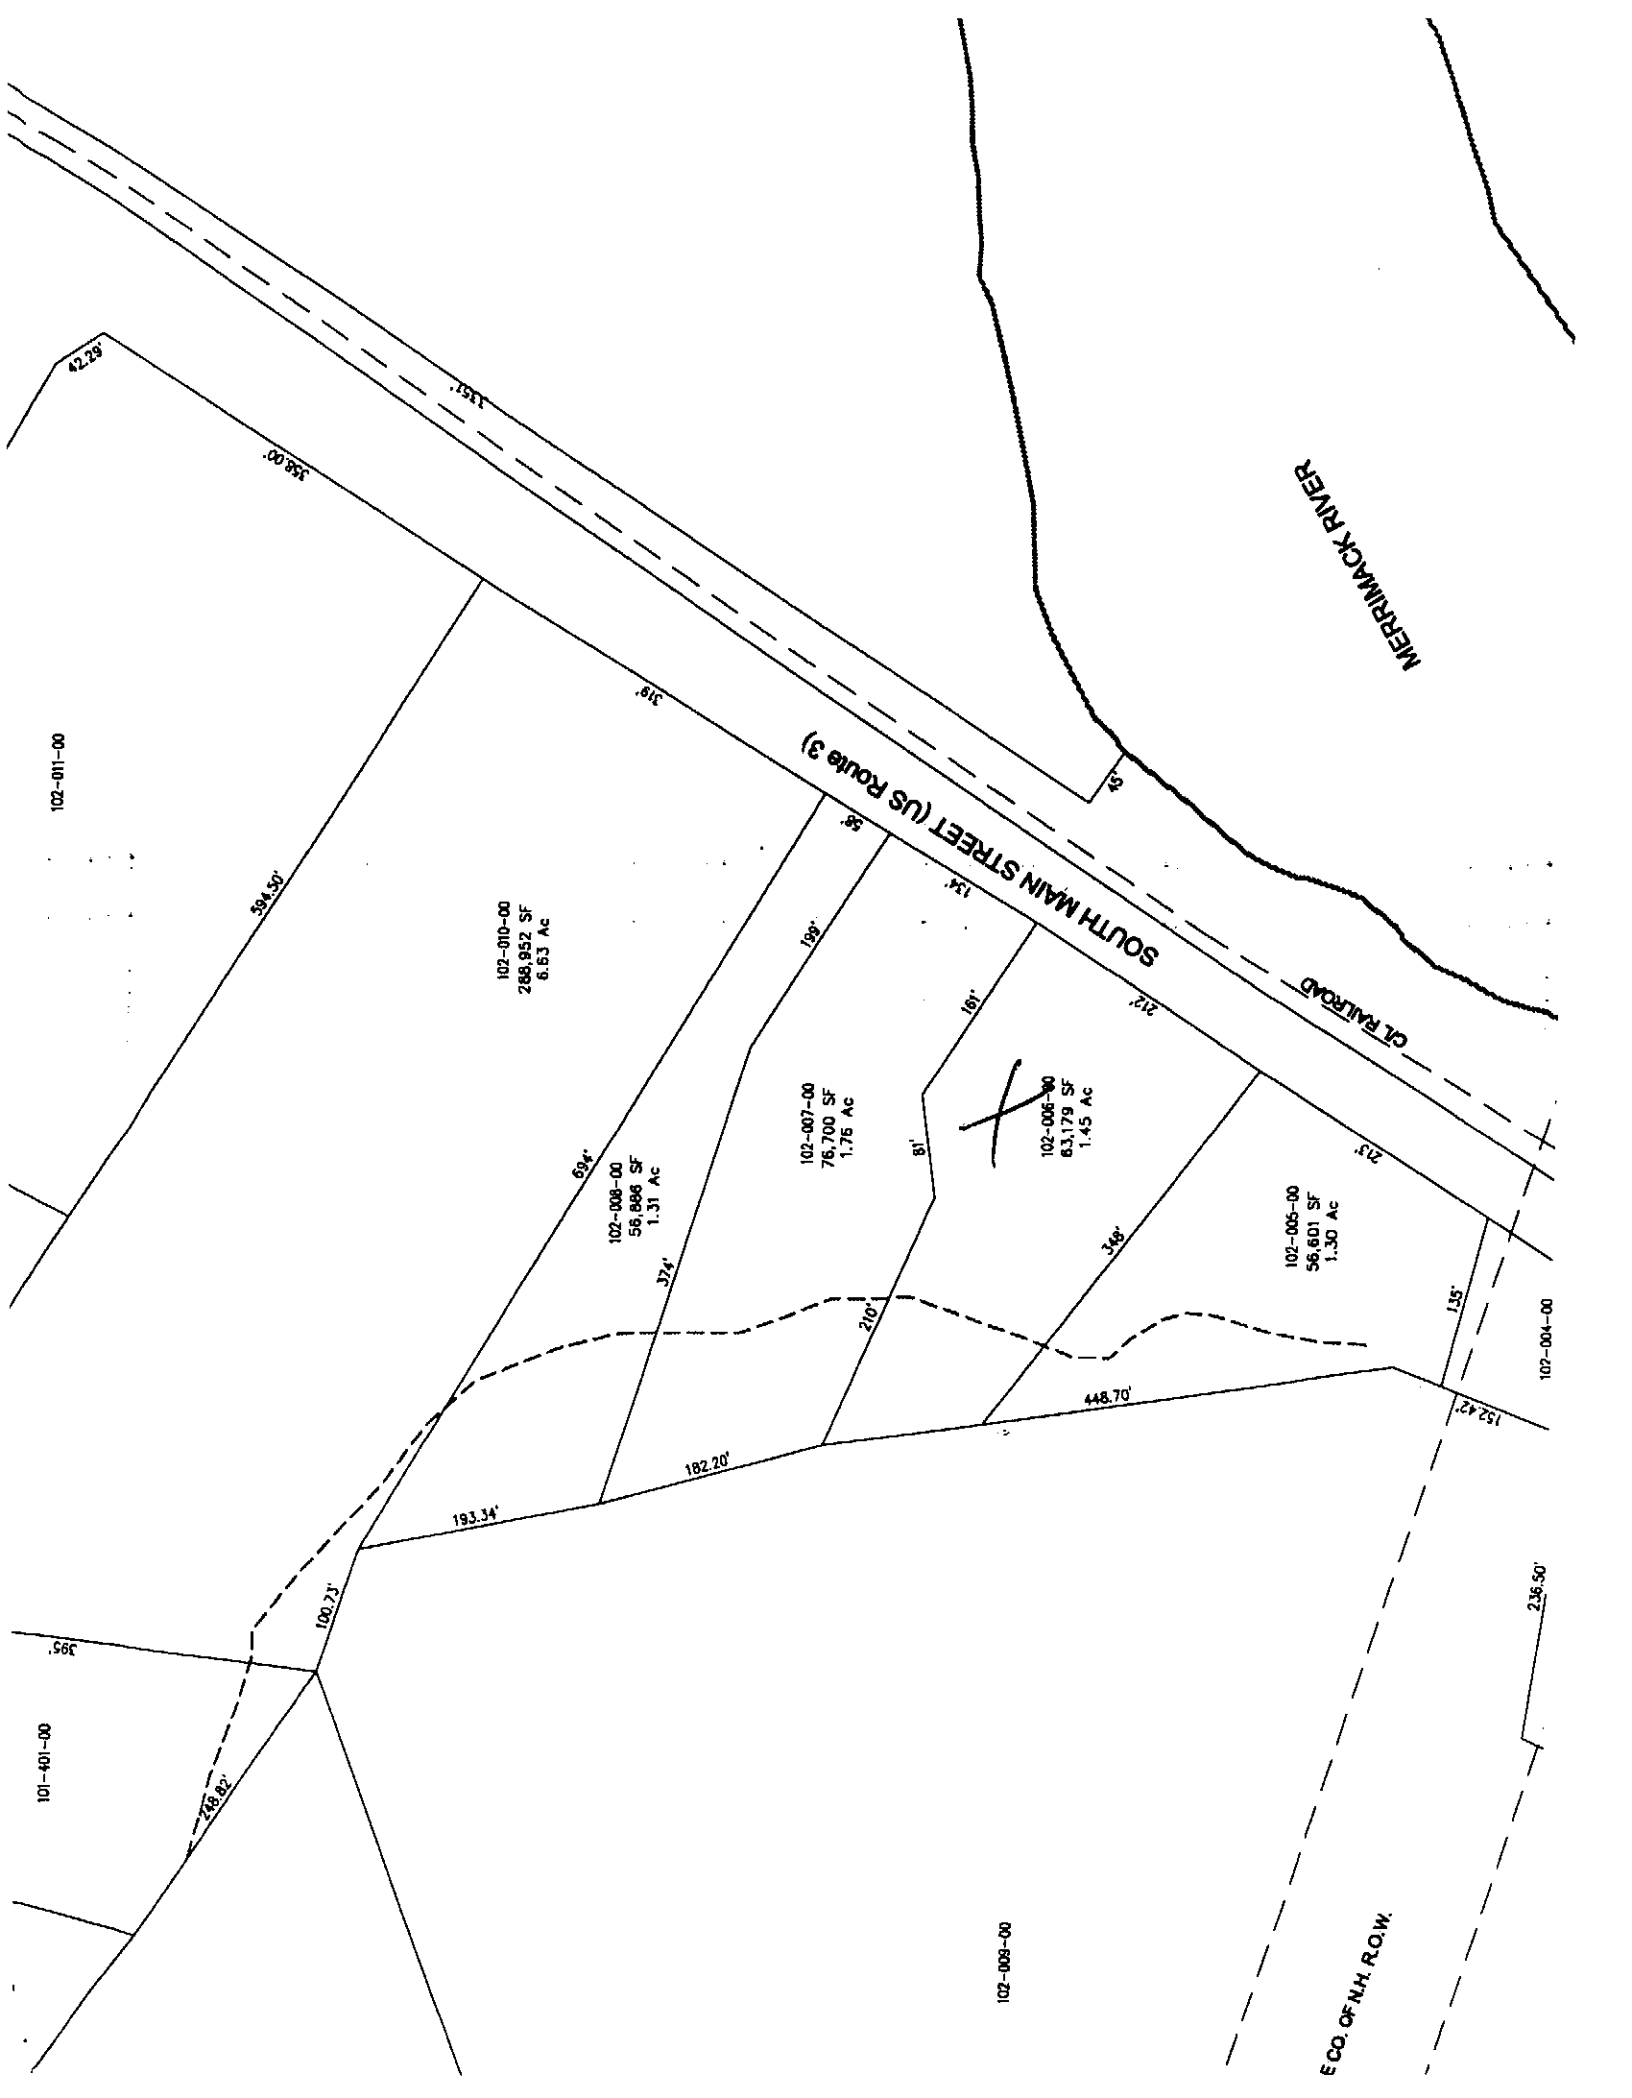 42.29'
3351'
358.00'
MERRIMACK RIVER
319'
102-011-00
SOUTH MAIN STREET (US Route 3)
45'
58'
594.50'
134'
199'
102-010-00
288,952 SF
6.63 Ac
161'
212'
C/L RAILROAD
102-007-00
76,700 SF
1.76 Ac
81'
102-006-00
63,179 SF
1.45 Ac
213'
694'
102-008-00
56,886 SF
1.31 Ac
374'
348'
102-005-00
56,601 SF
1.30 Ac
210'
135'
102-004-00
448.70'
152.42'
182.20'
193.34'
100.73'
236.50'
395'
101-401-00
248.82'
102-009-00
E CO. OF N.H. R.O.W.